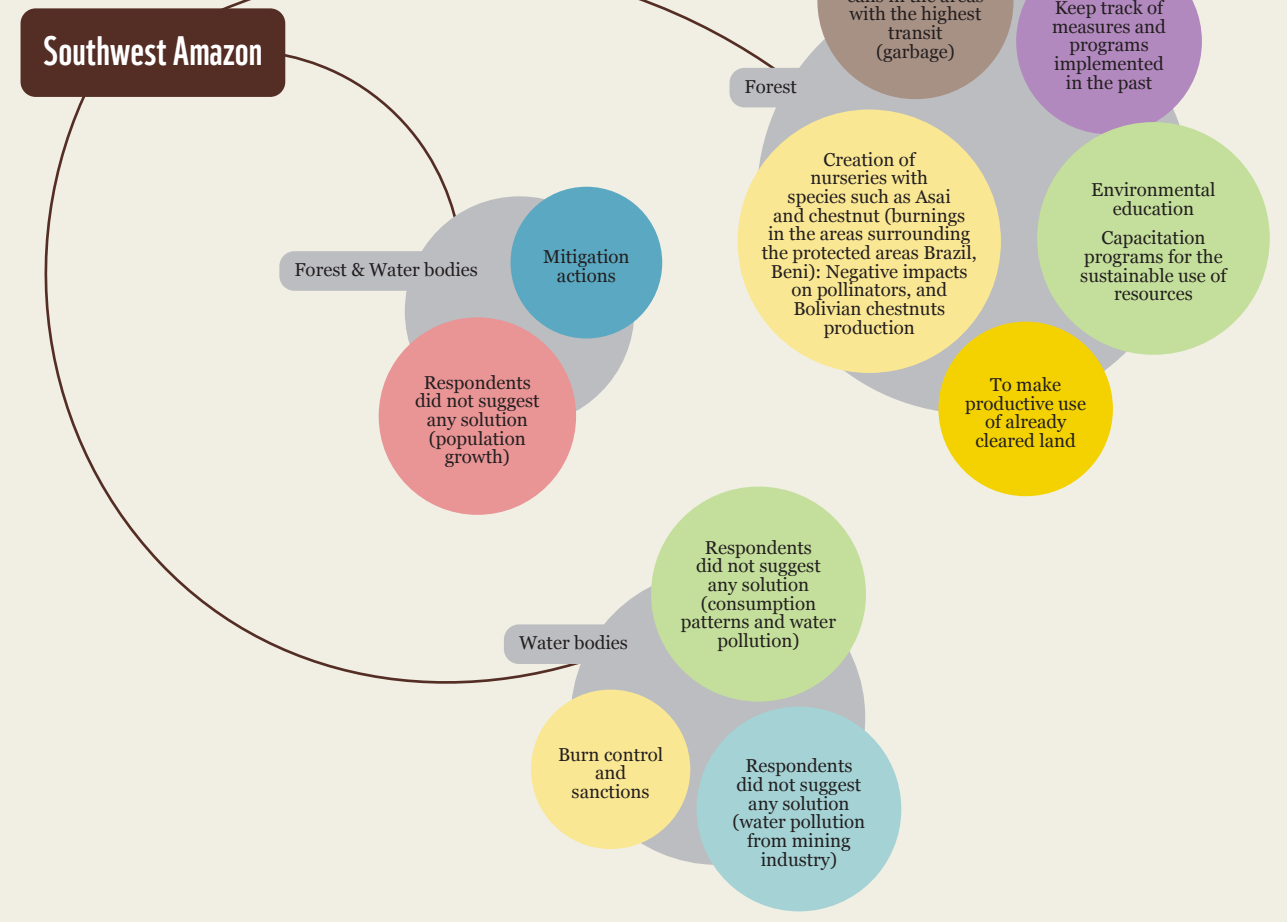 Southwest Amazon
in the areas
with the highest
transit
(garbage)
Keep track of
measures and
programs
implemented
in the past
Forest
Creation of
nurseries with
species such as Asai
and chestnut (burnings
in the areas surrounding
the protected areas Brazil,
Beni): Negative impacts
on pollinators, and
Bolivian chestnuts
production
Environmental
education
Capacitation
programs for the
sustainable use of
resources
To make
productive use
of already
cleared land
Forest & Water bodies
Mitigation
actions
Respondents
did not suggest
any solution
(population
growth)
Water bodies
Respondents
did not suggest
any solution
(consumption
patterns and water
pollution)
Burn control
and
sanctions
Respondents
did not suggest
any solution
(water pollution
from mining
industry)